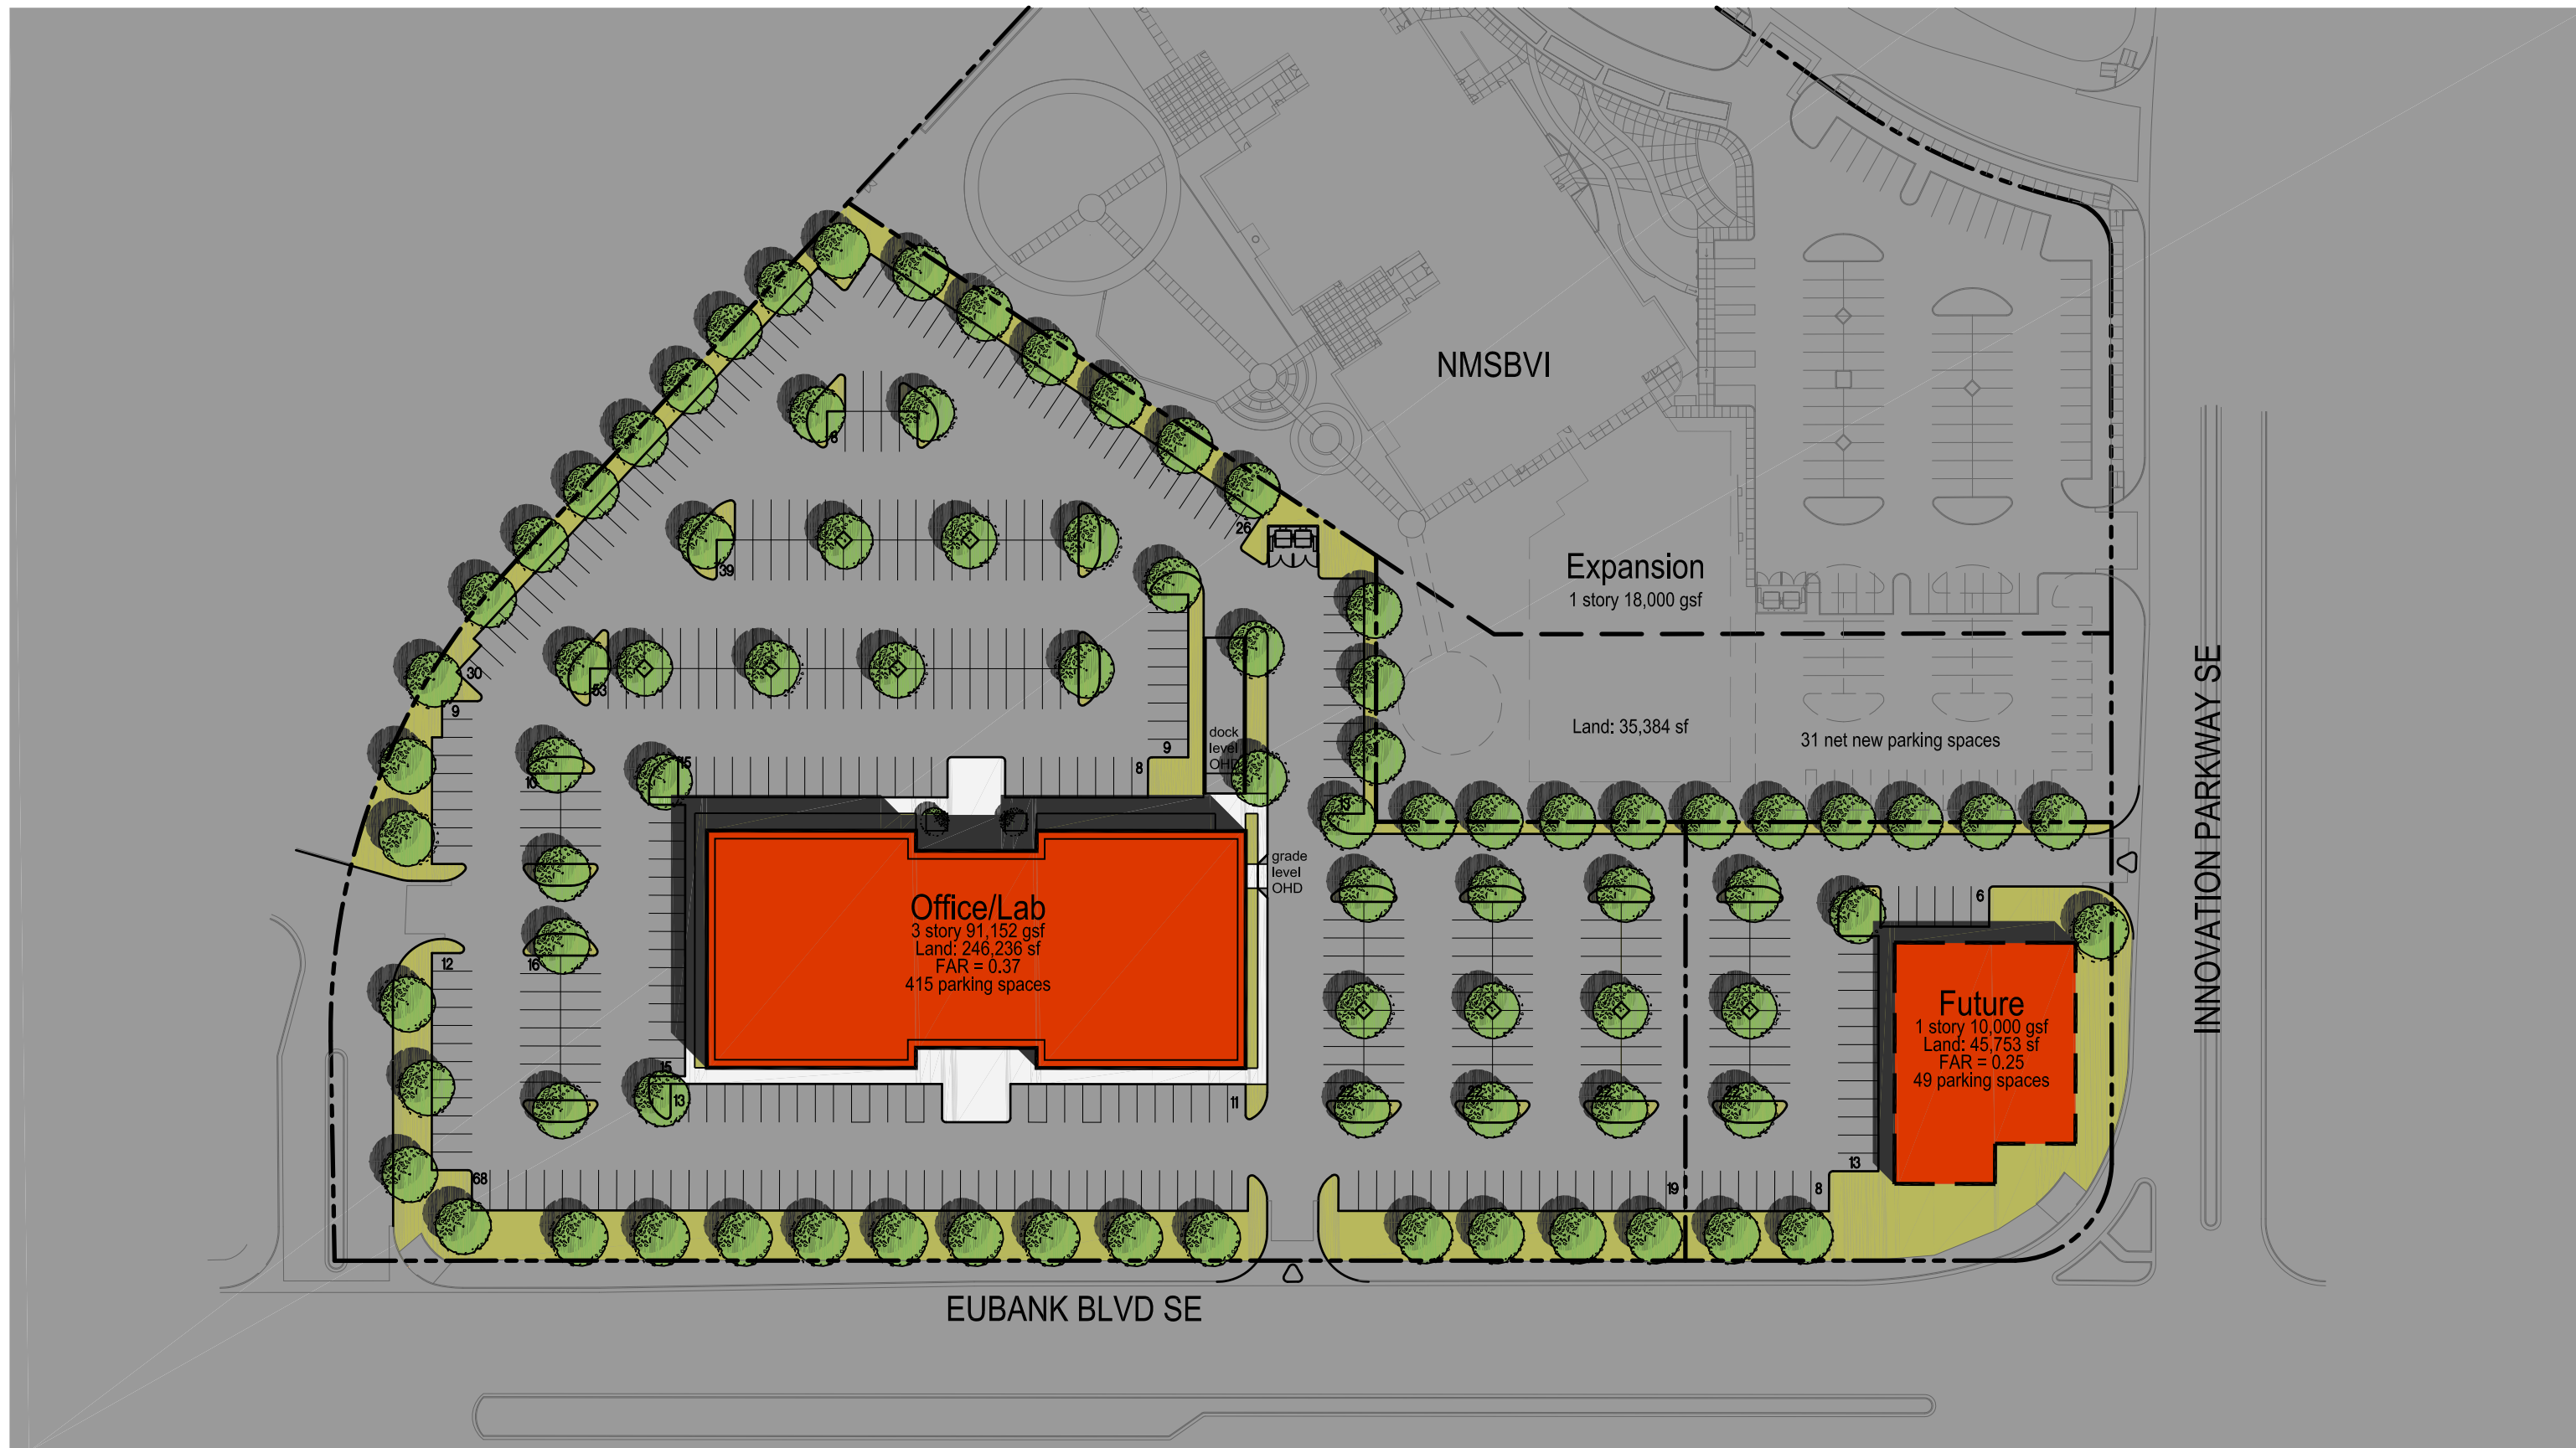 NMSBVI
6
26
39
Expansion
1 story 18,000 gsf
53
30
9
Land: 35,384 sf
31 net new parking spaces
dock
level
OHD
9
8
15
10
13
grade
level
OHD
Office/Lab
3 story 91,152 gsf
Land: 246,236 sf
FAR = 0.37
415 parking spaces
12
16
6
Future
1 story 10,000 gsf
Land: 45,753 sf
FAR = 0.25
49 parking spaces
15
13
11
13
68
19
8
INNOVATION PARKWAY SE
EUBANK BLVD SE